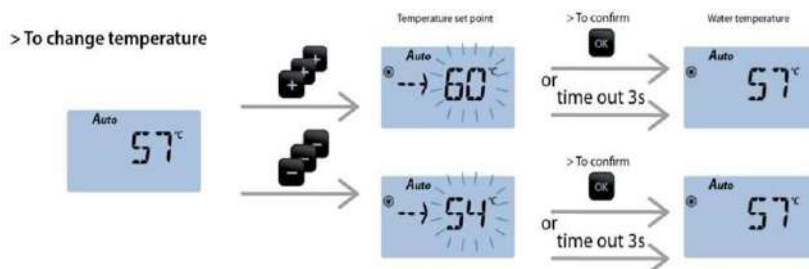 > To change temperature
Auto
57°C
+ + +
- - -
Temperature set point
Auto
---) 60°C
> To confirm
OK
or
time out 3s
Water temperature
Auto
57°C
Auto
---) 54°C
> To confirm
OK
or
time out 3s
Auto
57°C